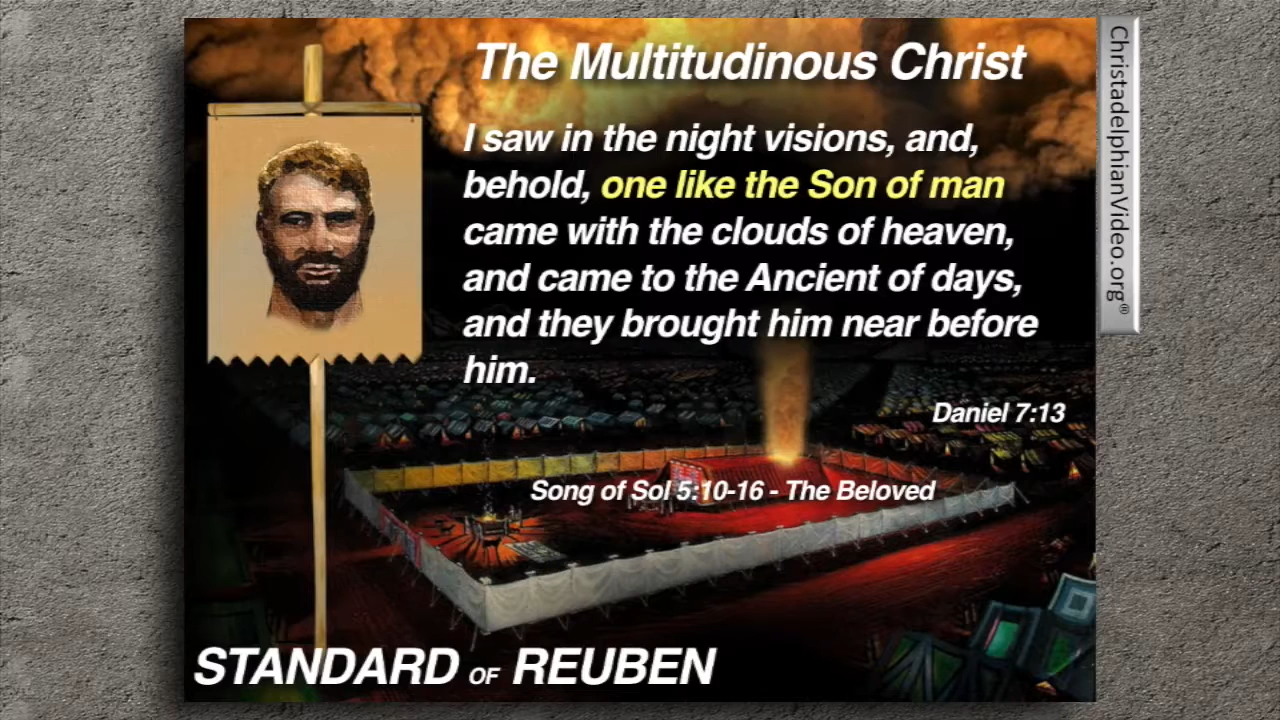 The Multitudinous Christ
I saw in the night visions, and,
behold, one like the Son of man
came with the clouds of heaven,
and came to the Ancient of days,
and they brought him near before
him.
Daniel 7:13
Song of Sol 5:10-16 - The Beloved
STANDARD OF REUBEN
ChristadelphianVideo.org®